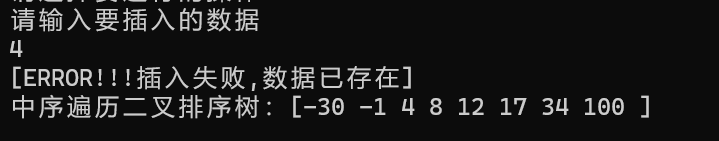 请输入要插入的数据
4
[ERROR!!!插入失败,数据已存在]
中序遍历二叉排序树: [-30 -1 4 8 12 17 34 100 ]